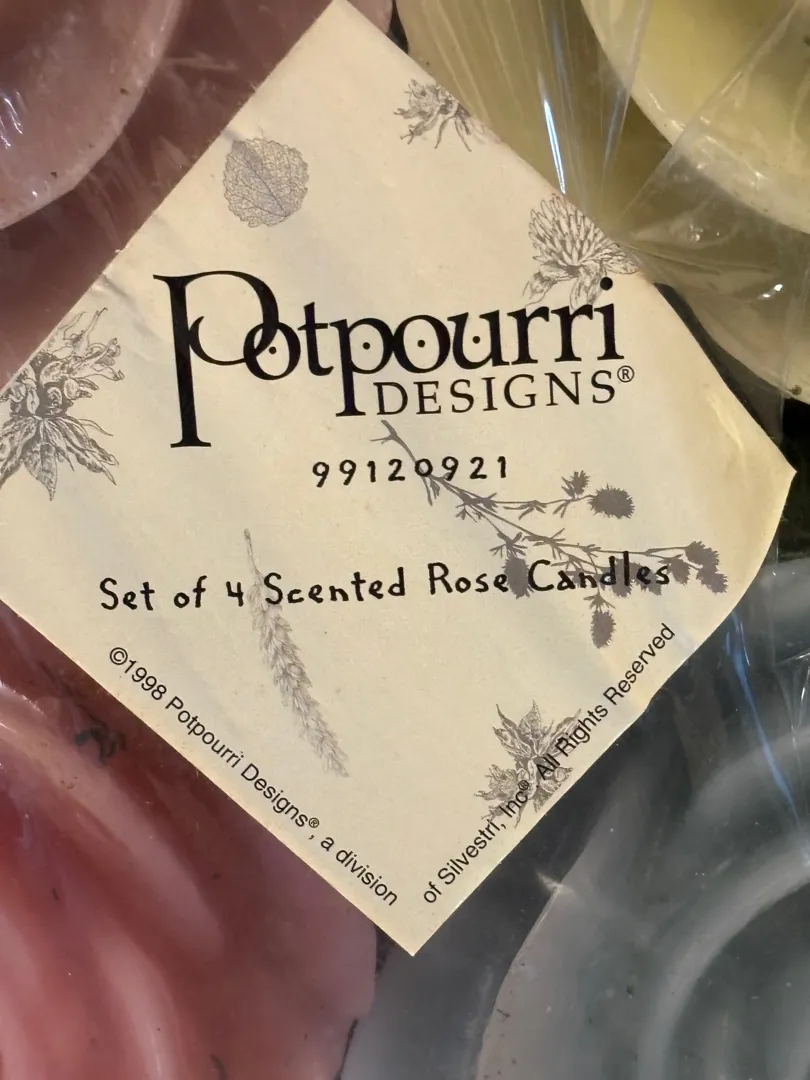 Potpourri
DESIGNS®
99120921
Set of 4 Scented Rose Candles
©1998 Potpourri Designs®, a division
of Silvestri, Inc® All Rights Reserved